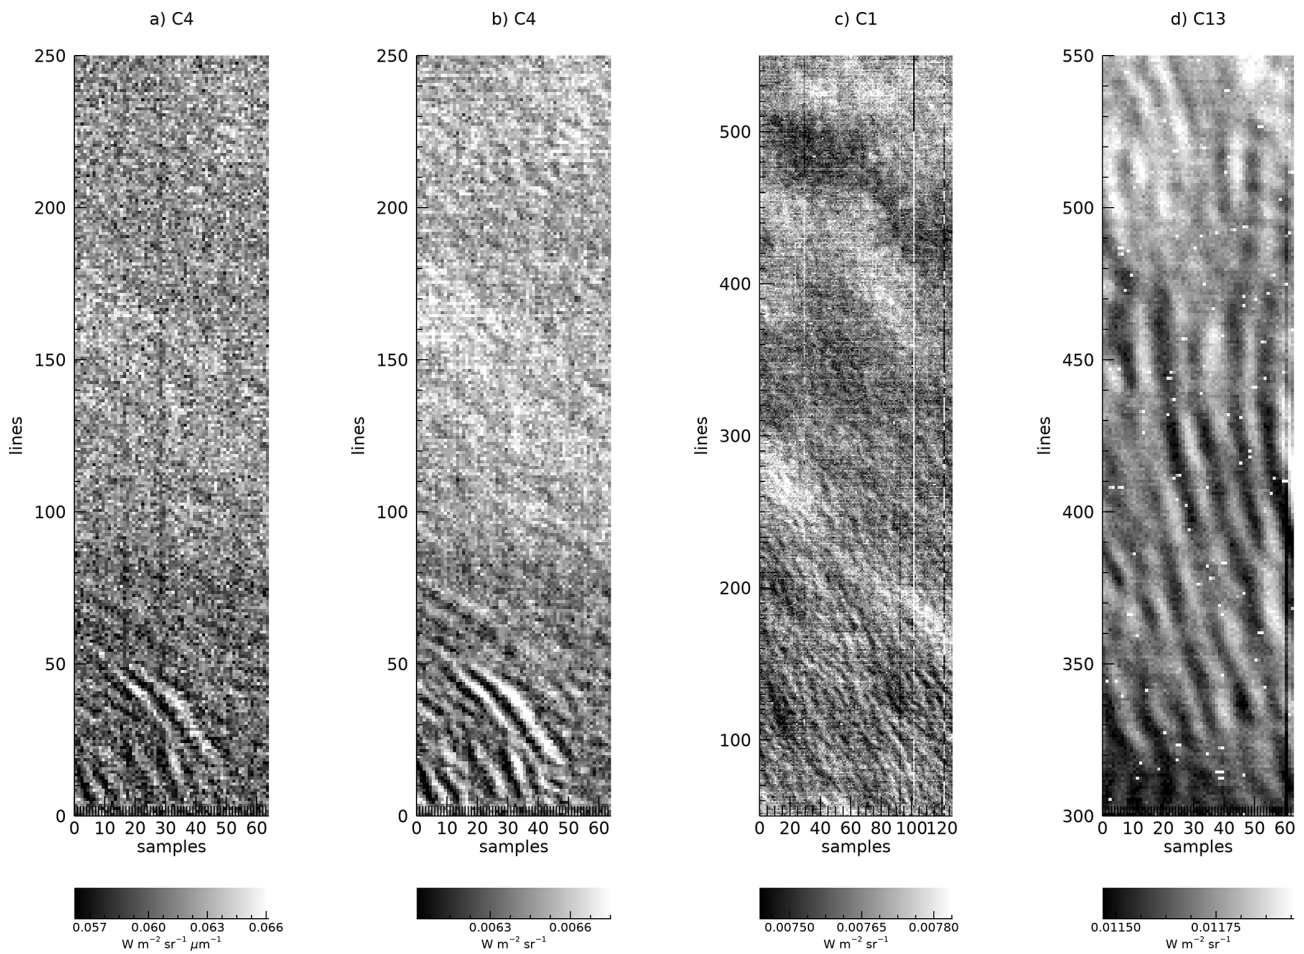 a) C4
b) C4
c) C1
d) C13
250
200
150
100
50
0
lines
0 10 20 30 40 50 60
samples
0.057 0.060 0.063 0.066
W m⁻² sr⁻¹ μm⁻¹
250
200
150
100
50
0
lines
0 10 20 30 40 50 60
samples
0.0063 0.0066
W m⁻² sr⁻¹
500
400
300
200
100
lines
0 20 40 60 80 100 120
samples
0.00750 0.00765 0.00780
W m⁻² sr⁻¹
550
500
450
400
350
300
lines
0 10 20 30 40 50 60
samples
0.01150 0.01175
W m⁻² sr⁻¹